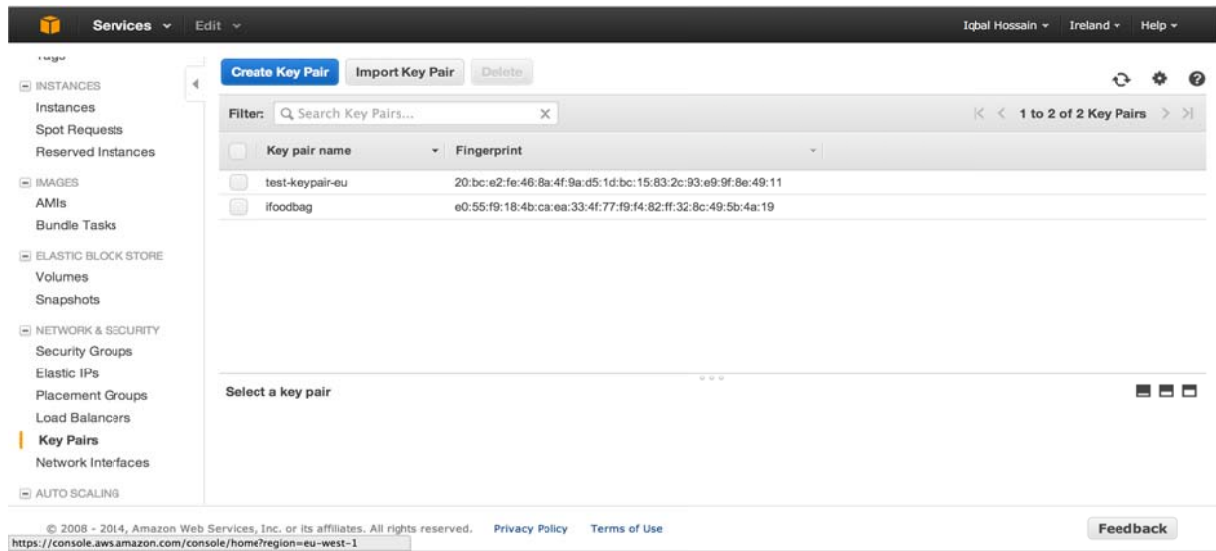 Services Edit Iqbal Hossain Ireland Help
Tags
INSTANCES
Instances
Spot Requests
Reserved Instances
IMAGES
AMIs
Bundle Tasks
ELASTIC BLOCK STORE
Volumes
Snapshots
NETWORK & SECURITY
Security Groups
Elastic IPs
Placement Groups
Load Balancers
Key Pairs
Network Interfaces
AUTO SCALING
Create Key Pair Import Key Pair Delete
Filter: Search Key Pairs... X 1 to 2 of 2 Key Pairs
Key pair name Fingerprint
test-keypair-eu 20:bc:e2:fe:46:8a:4f:9a:d5:1d:bc:15:83:2c:93:e9:9f:8e:49:11
ifoodbag e0:55:f9:18:4b:ca:ea:33:4f:77:f9:f4:82:ff:32:8c:49:5b:4a:19
Select a key pair
© 2008 - 2014, Amazon Web Services, Inc. or its affiliates. All rights reserved. Privacy Policy Terms of Use Feedback
https://console.aws.amazon.com/console/home?region=eu-west-1